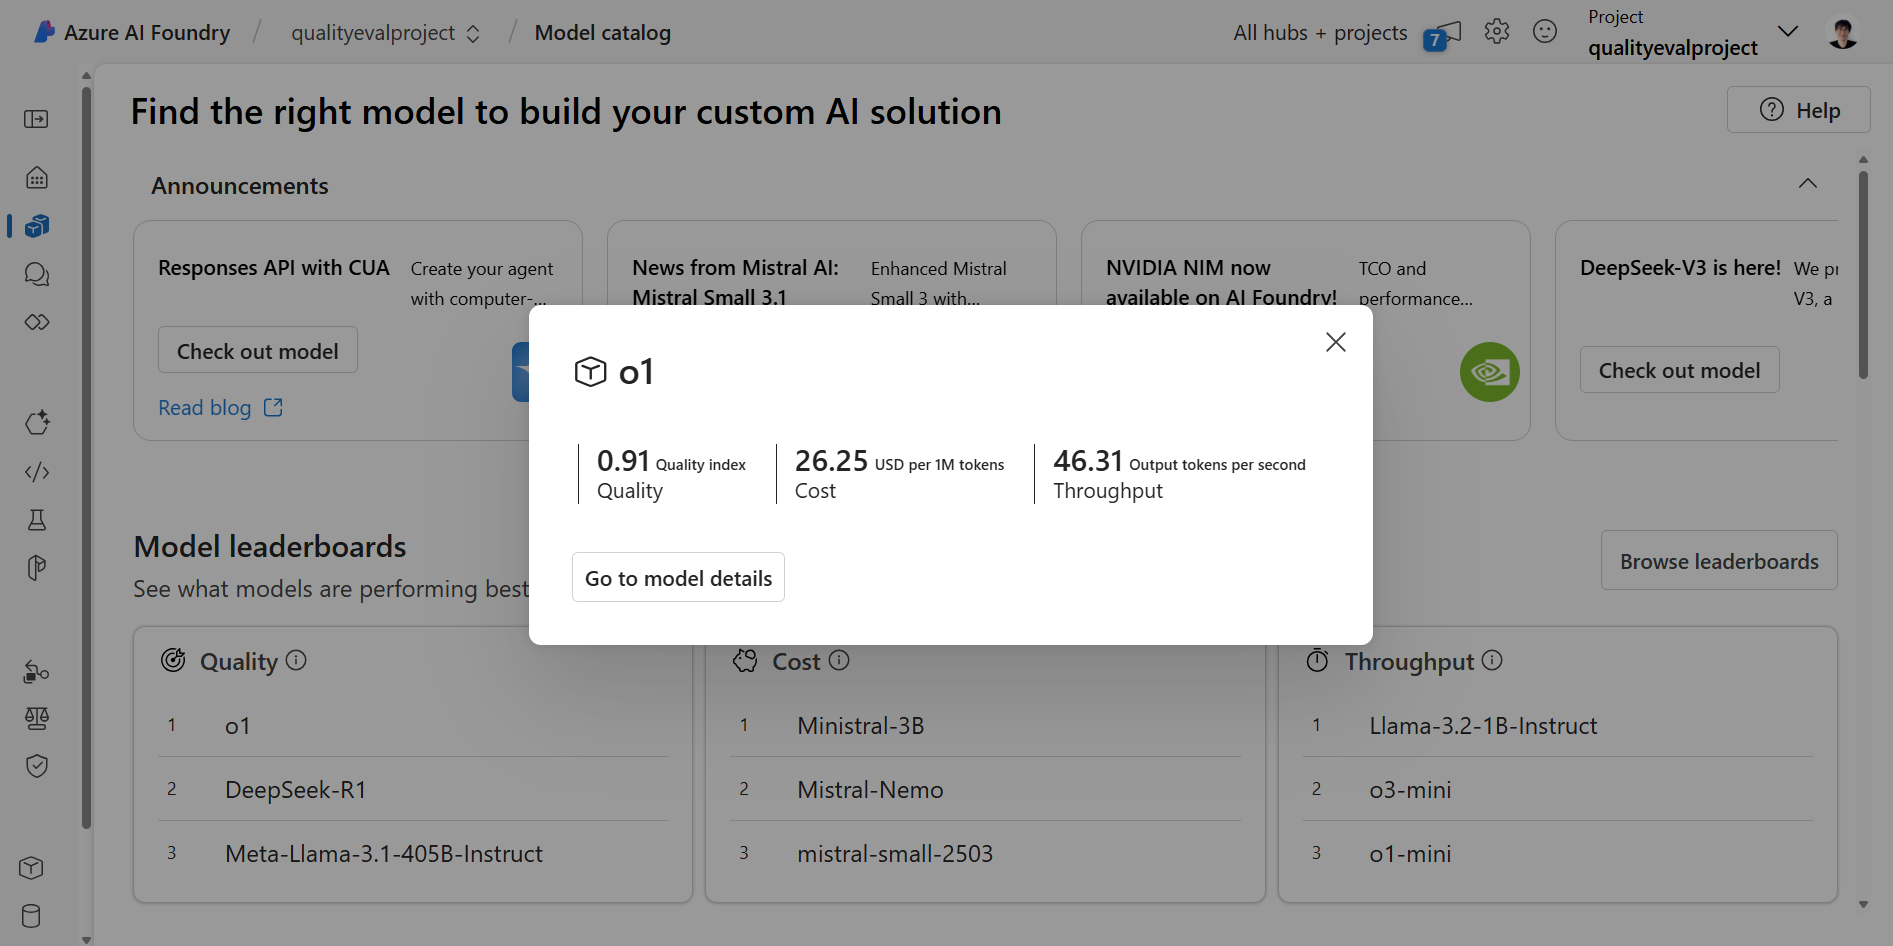 Azure AI Foundry / qualityevalproject / Model catalog
All hubs + projects
7
Project
qualityevalproject
Find the right model to build your custom AI solution
Help
Announcements
Responses API with CUA
Create your agent
with computer-...
Check out model
Read blog
News from Mistral AI:
Mistral Small 3.1
Enhanced Mistral
Small 3 with...
NVIDIA NIM now
available on AI Foundry!
TCO and
performance...
DeepSeek-V3 is here!
We pr
V3, a
Check out model
o1
0.91 Quality index
Quality
26.25 USD per 1M tokens
Cost
46.31 Output tokens per second
Throughput
Go to model details
Model leaderboards
See what models are performing best
Browse leaderboards
Quality
1 o1
2 DeepSeek-R1
3 Meta-Llama-3.1-405B-Instruct
Cost
1 Ministral-3B
2 Mistral-Nemo
3 mistral-small-2503
Throughput
1 Llama-3.2-1B-Instruct
2 o3-mini
3 o1-mini